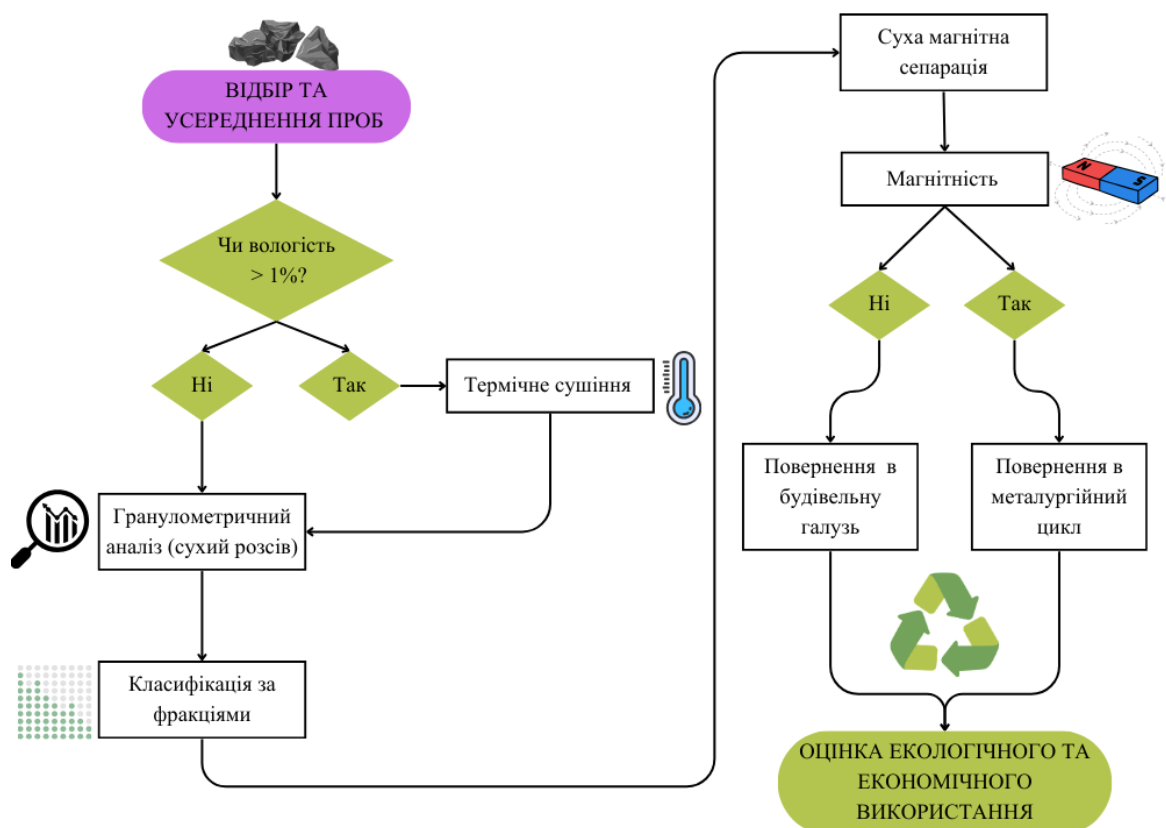 ВІДБІР ТА
УСЕРЕДНЕННЯ ПРОБ
Чи вологість
> 1%?
Ні
Так
Термічне сушіння
Гранулометричний
аналіз (сухий розсів)
Класифікація за
фракціями
Суха магнітна
сепарація
Магнітність
N
S
Ні
Так
Повернення в
будівельну
галузь
Повернення в
металургійний
цикл
ОЦІНКА ЕКОЛОГІЧНОГО ТА
ЕКОНОМІЧНОГО
ВИКОРИСТАННЯ